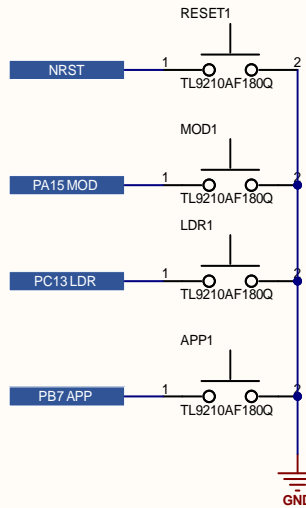 RESET1
NRST 1 2
TL9210AF180Q
MOD1
PA15 MOD 1 2
TL9210AF180Q
LDR1
PC13 LDR 1 2
TL9210AF180Q
APP1
PB7 APP 1 2
TL9210AF180Q
GND